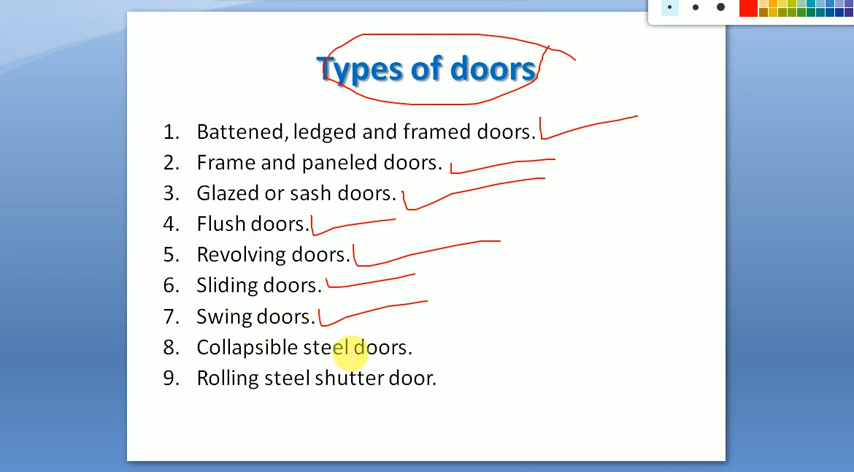 Types of doors
1. Battened, ledged and framed doors.
2. Frame and paneled doors.
3. Glazed or sash doors.
4. Flush doors.
5. Revolving doors.
6. Sliding doors.
7. Swing doors.
8. Collapsible steel doors.
9. Rolling steel shutter door.